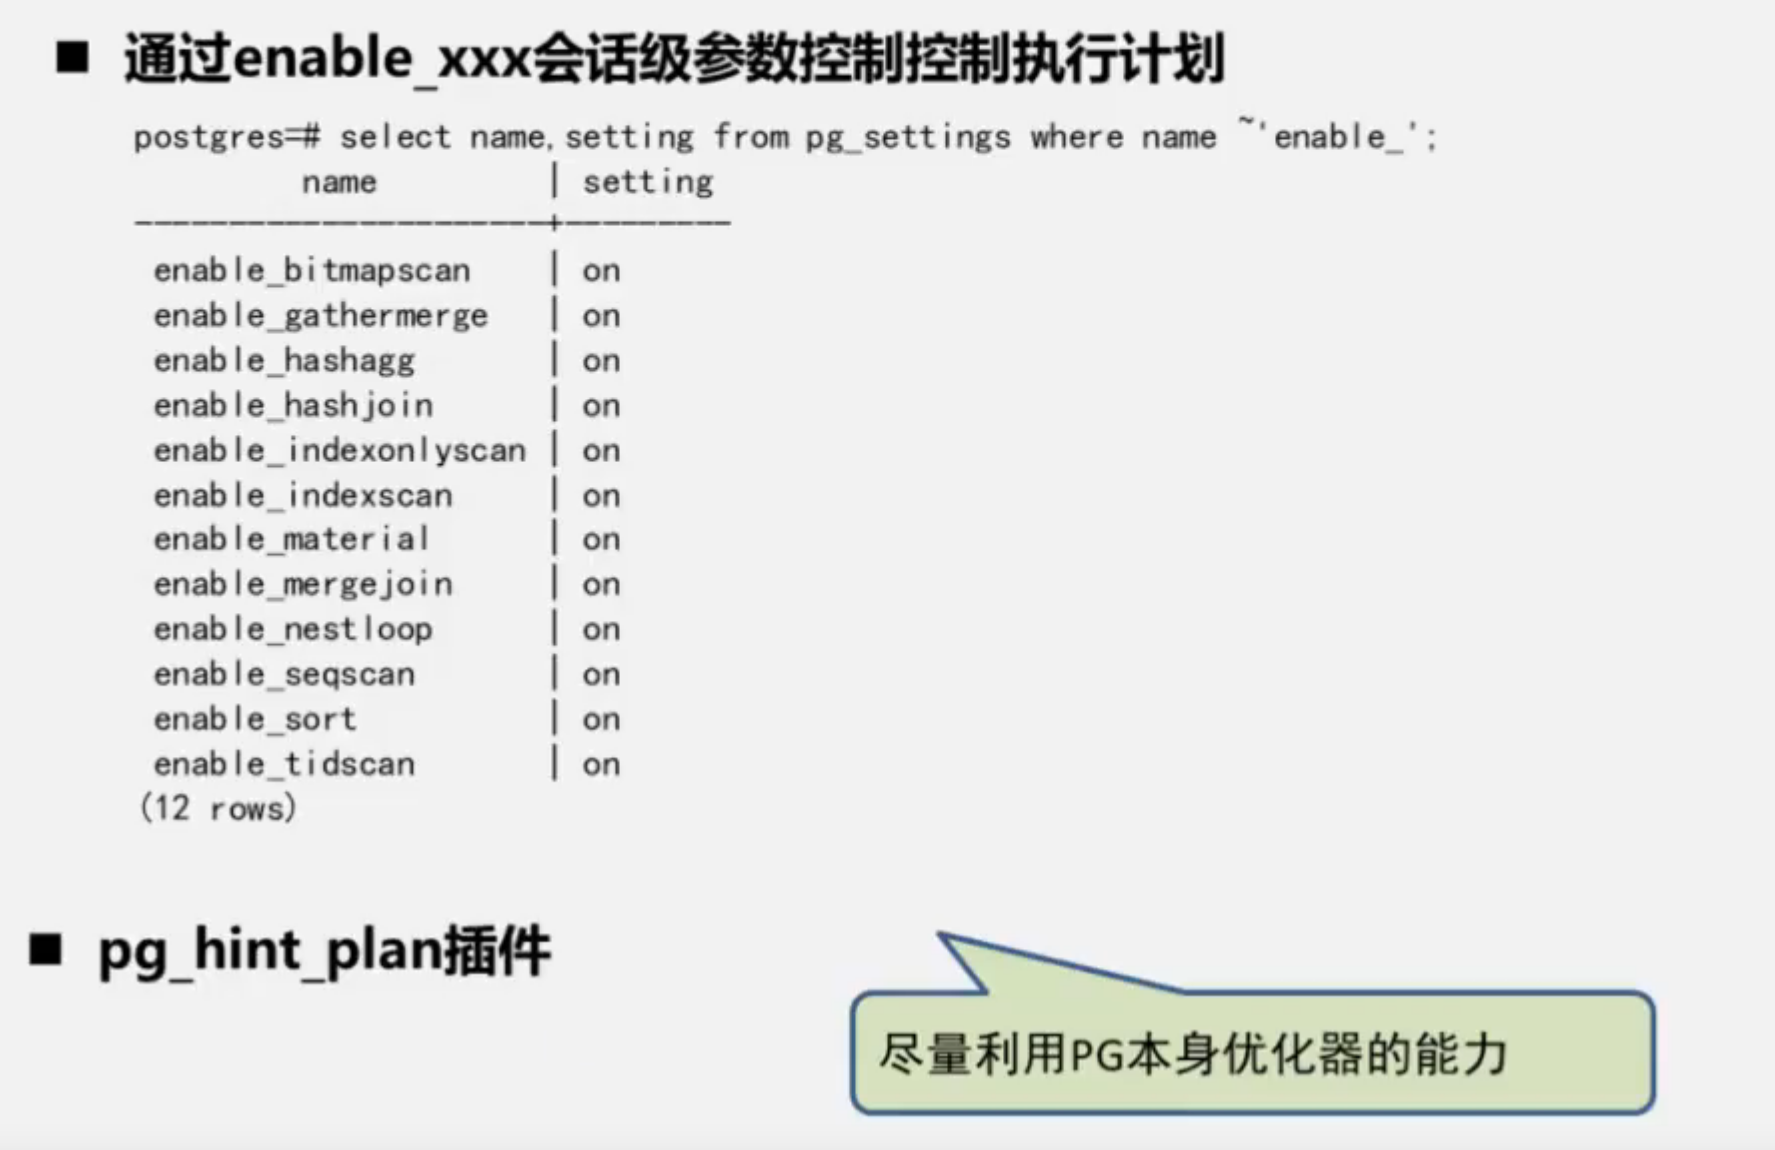 ■ 通过enable_xxx会话级参数控制控制执行计划
postgres=# select name,setting from pg_settings where name ~'enable_';
name | setting
----------------------+---------
enable_bitmapscan | on
enable_gathermerge | on
enable_hashagg | on
enable_hashjoin | on
enable_indexonlyscan | on
enable_indexscan | on
enable_material | on
enable_mergejoin | on
enable_nestloop | on
enable_seqscan | on
enable_sort | on
enable_tidscan | on
(12 rows)
■ pg_hint_plan插件
尽量利用PG本身优化器的能力